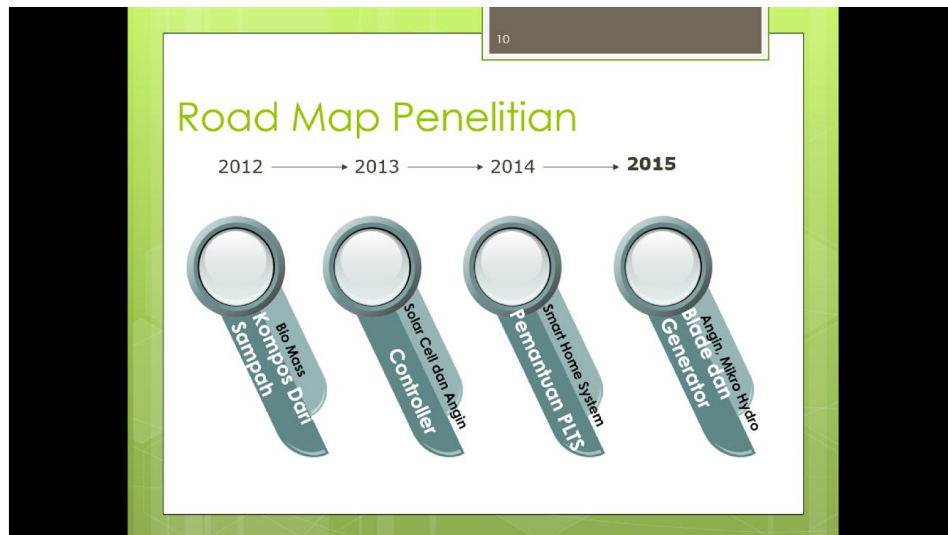 10
Road Map Penelitian
2012 → 2013 → 2014 → 2015
Bio Mass
Kompos Dari
Sampah
Solar Cell dan Angin
Controller
Smart Home System
Pemantuan PLTS
Angin, Mikro Hydro
Blade dan
Generator